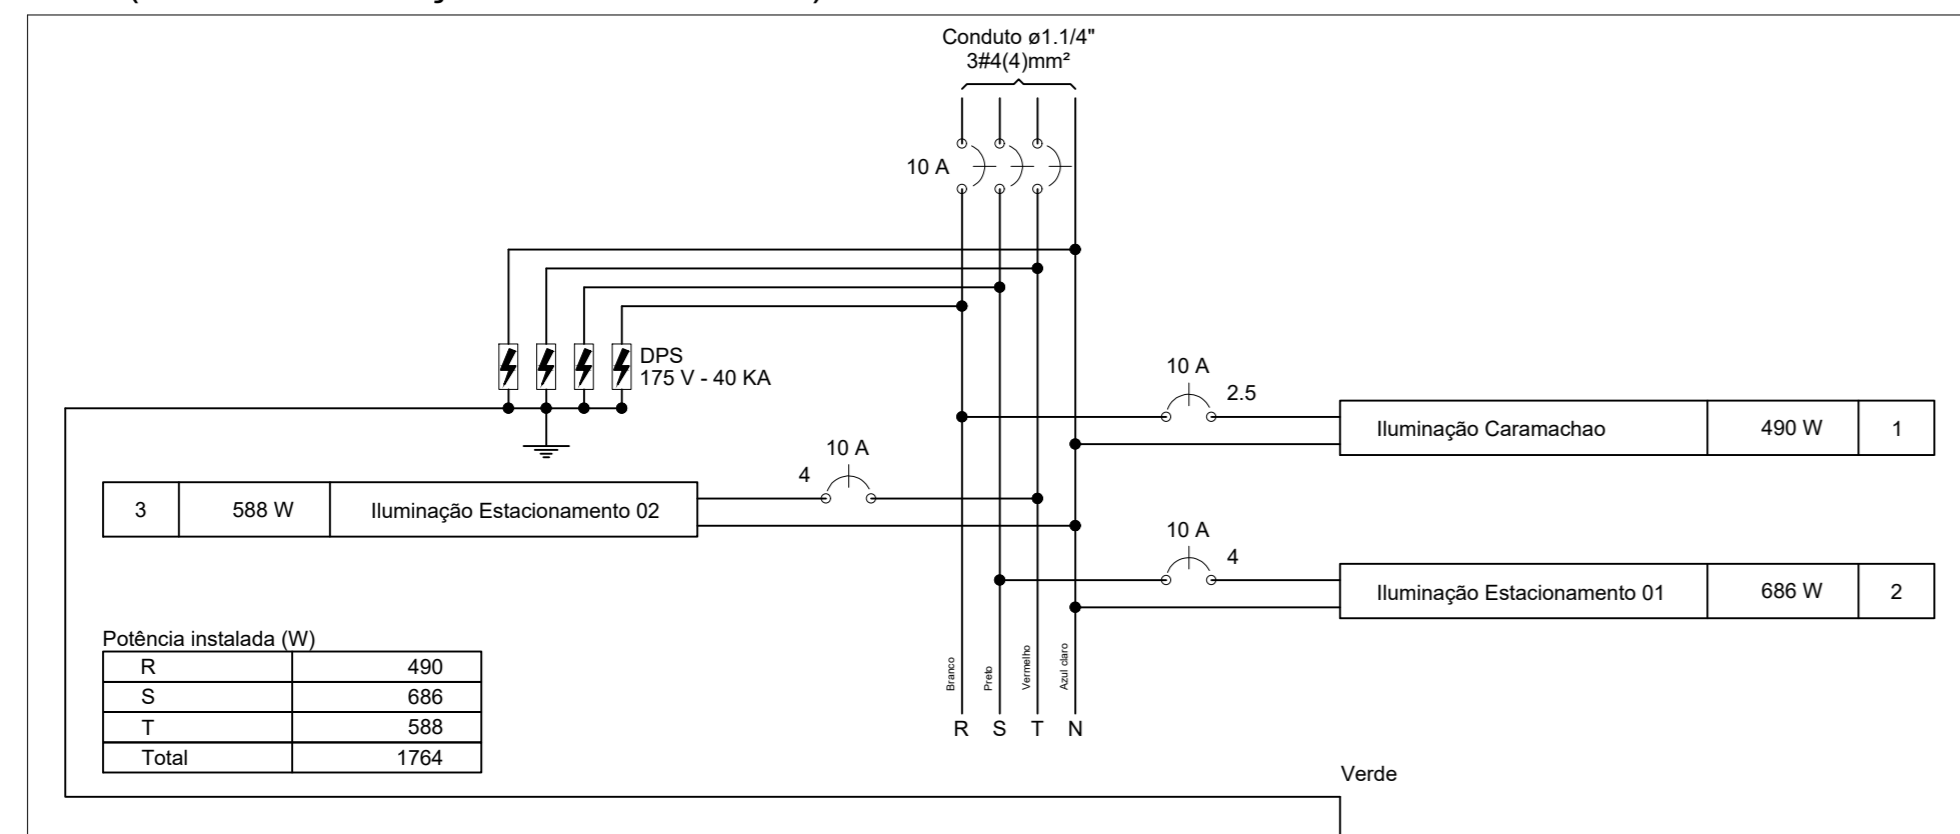 Conduto ø1.1/4"
3#4(4)mm²
10 A
DPS
175 V - 40 KA
10 A
2.5
Iluminação Caramachao
490 W
1
10 A
4
3
588 W
Iluminação Estacionamento 02
10 A
4
Iluminação Estacionamento 01
686 W
2
Potência instalada (W)
R 490
S 686
T 588
Total 1764
Branco
Preto
Vermelho
Azul claro
R S T N
Verde